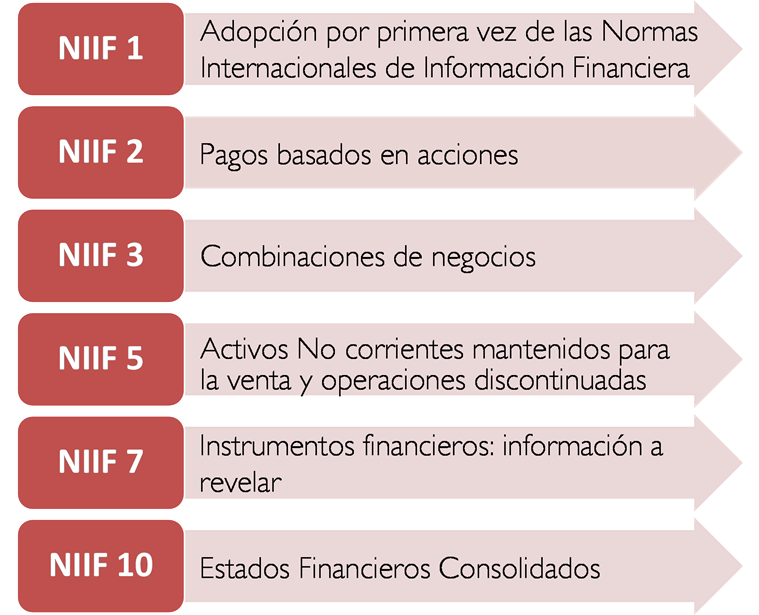 NIIF 1
Adopción por primera vez de las Normas
Internacionales de Información Financiera
NIIF 2
Pagos basados en acciones
NIIF 3
Combinaciones de negocios
NIIF 5
Activos No corrientes mantenidos para
la venta y operaciones discontinuadas
NIIF 7
Instrumentos financieros: información a
revelar
NIIF 10
Estados Financieros Consolidados